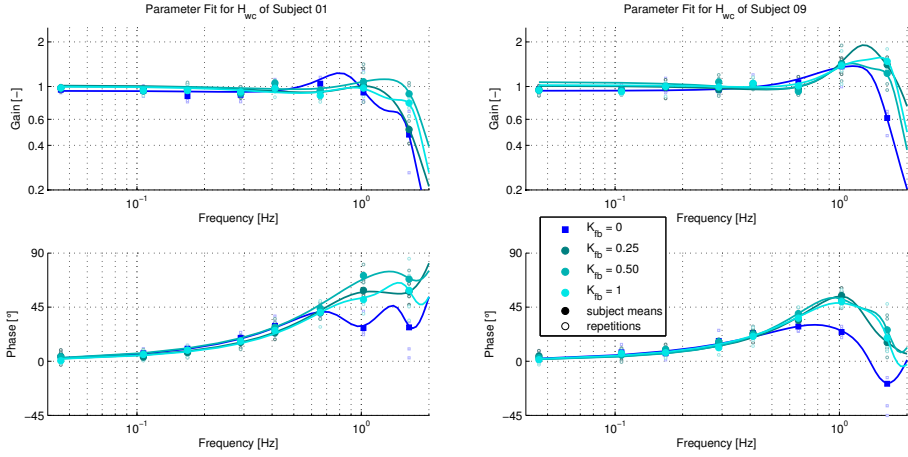 Parameter Fit for H_wc of Subject 01
2
1
0.6
0.4
0.2
Gain [−]
10^−1
10^0
Frequency [Hz]
90
45
0
−45
Phase [°]
10^−1
10^0
Frequency [Hz]
Parameter Fit for H_wc of Subject 09
2
1
0.6
0.4
0.2
Gain [−]
10^−1
10^0
Frequency [Hz]
K_fb = 0
K_fb = 0.25
K_fb = 0.50
K_fb = 1
subject means
repetitions
90
45
0
−45
Phase [°]
10^−1
10^0
Frequency [Hz]